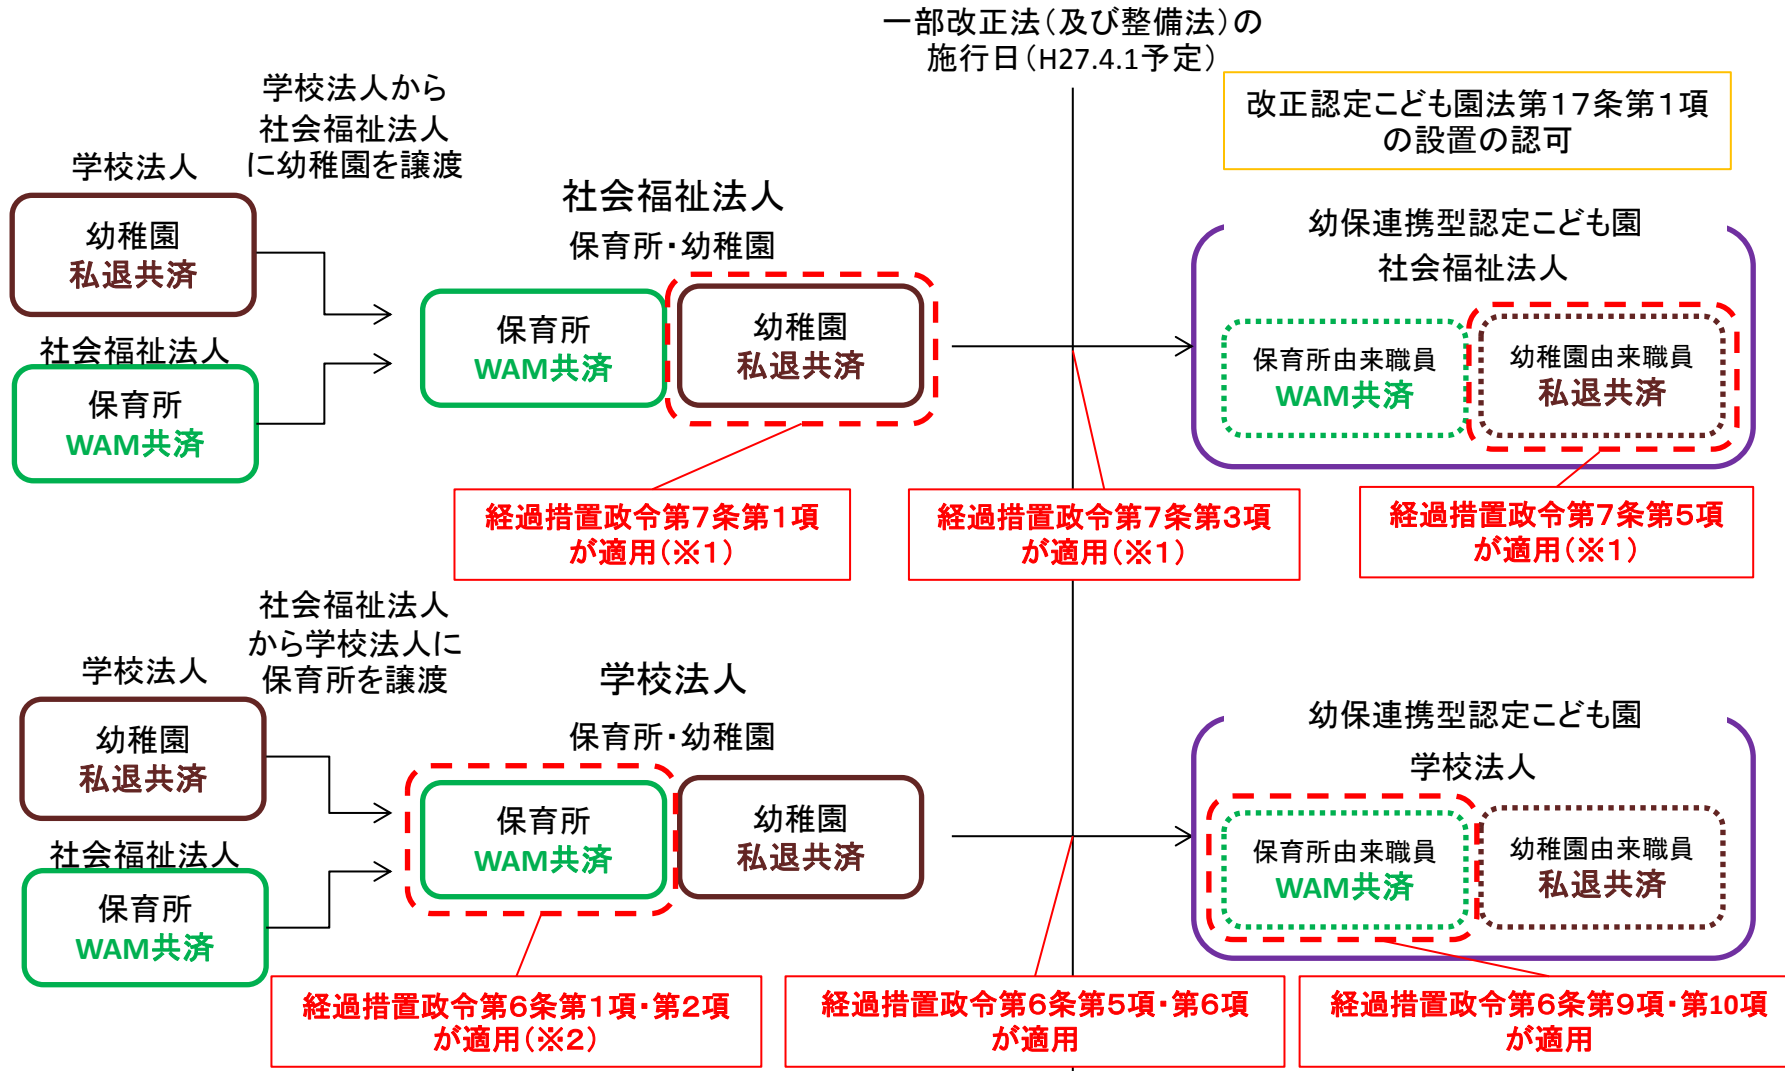 一部改正法（及び整備法）の
施行日（H27.4.1予定）
改正認定こども園法第１７条第１項
の設置の認可
学校法人から
社会福祉法人
に幼稚園を譲渡
学校法人
幼稚園
私退共済
社会福祉法人
保育所
WAM共済
社会福祉法人
保育所・幼稚園
保育所
WAM共済
幼稚園
私退共済
幼保連携型認定こども園
社会福祉法人
保育所由来職員
WAM共済
幼稚園由来職員
私退共済
経過措置政令第７条第１項
が適用（※１）
経過措置政令第７条第３項
が適用（※１）
経過措置政令第７条第５項
が適用（※１）
社会福祉法人
から学校法人に
保育所を譲渡
学校法人
幼稚園
私退共済
社会福祉法人
保育所
WAM共済
学校法人
保育所・幼稚園
保育所
WAM共済
幼稚園
私退共済
幼保連携型認定こども園
学校法人
保育所由来職員
WAM共済
幼稚園由来職員
私退共済
経過措置政令第６条第１項・第２項
が適用（※２）
経過措置政令第６条第５項・第６項
が適用
経過措置政令第６条第９項・第10項
が適用